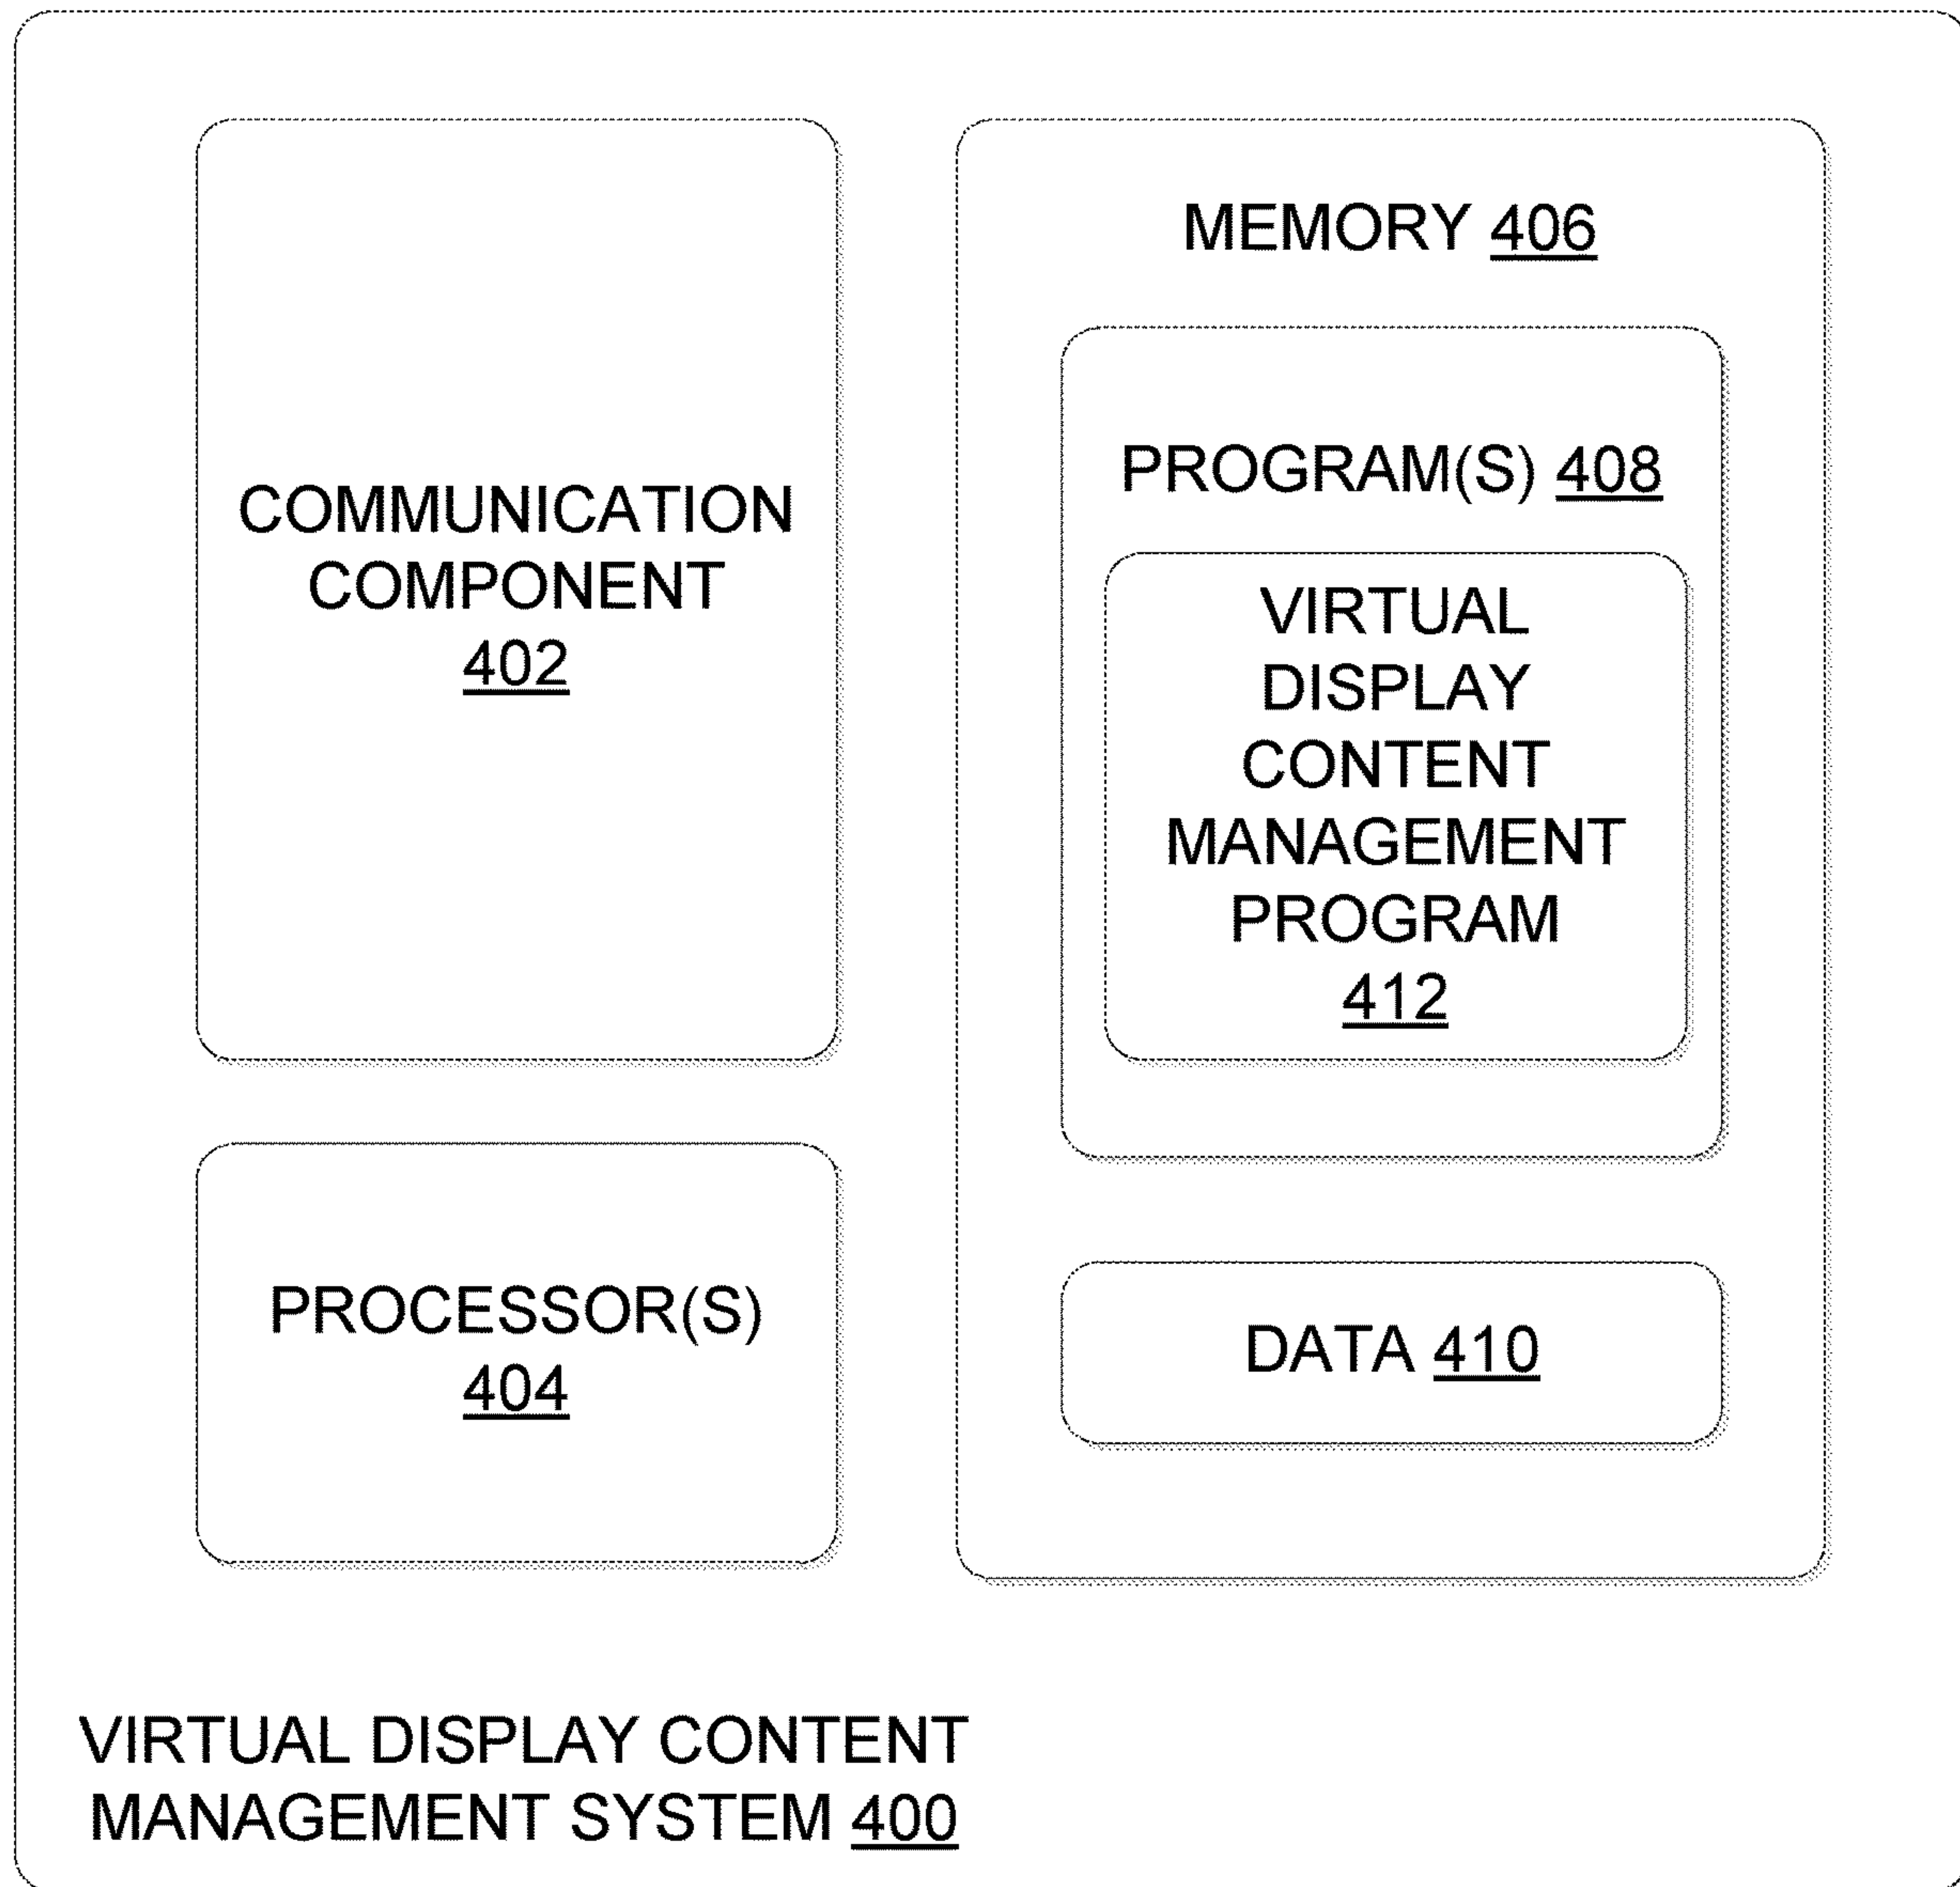 COMMUNICATION
COMPONENT
402
PROCESSOR(S)
404
MEMORY 406
PROGRAM(S) 408
VIRTUAL
DISPLAY
CONTENT
MANAGEMENT
PROGRAM
412
DATA 410
VIRTUAL DISPLAY CONTENT
MANAGEMENT SYSTEM 400